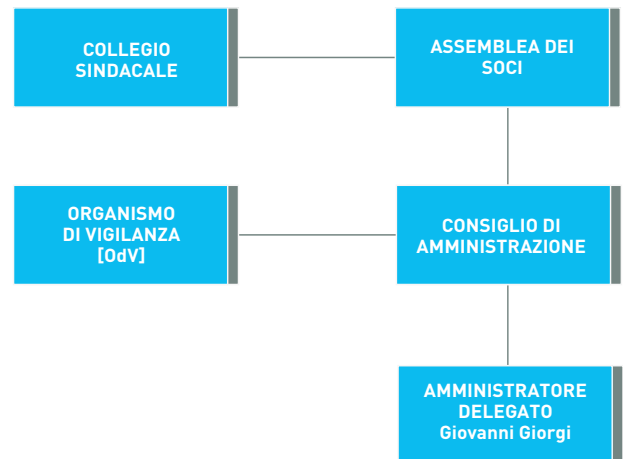 COLLEGIO
SINDACALE
ASSEMBLEA DEI
SOCI
ORGANISMO
DI VIGILANZA
[OdV]
CONSIGLIO DI
AMMINISTRAZIONE
AMMINISTRATORE
DELEGATO
Giovanni Giorgi